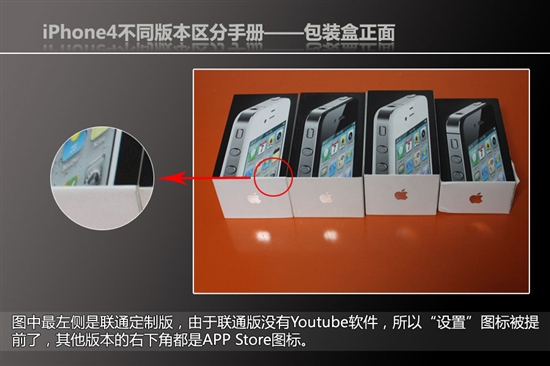 iPhone4不同版本区分手册——包装盒正面
图中最左侧是联通定制版，由于联通版没有Youtube软件，所以“设置”图标被提
前了，其他版本的右下角都是APP Store图标。